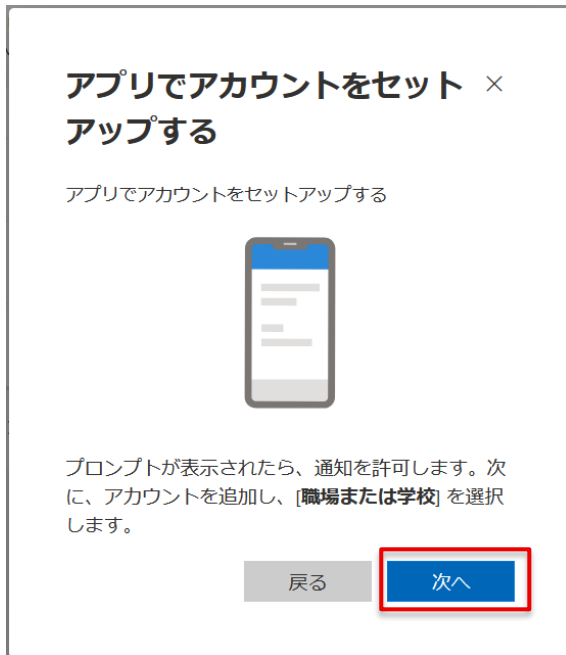 アプリでアカウントをセット
アップする
アプリでアカウントをセットアップする
プロンプトが表示されたら、通知を許可します。次
に、アカウントを追加し、[職場または学校] を選択
します。
戻る
次へ